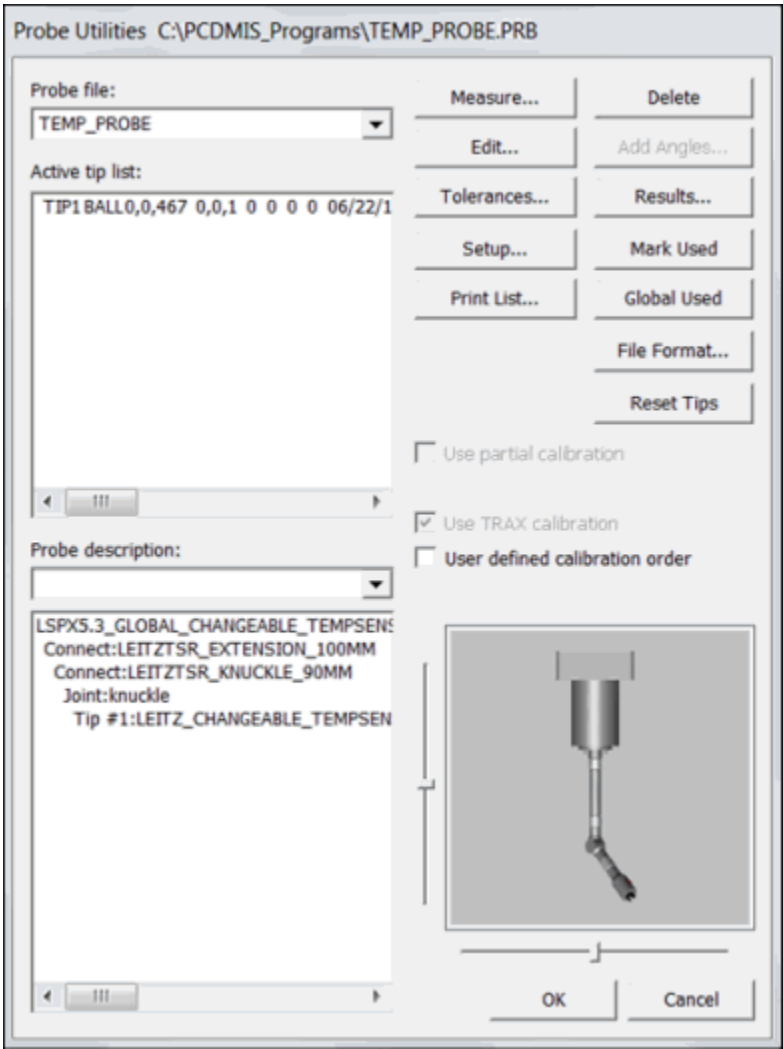 Probe Utilities C:\PCDMIS_Programs\TEMP_PROBE.PRB
Probe file:
TEMP_PROBE
Active tip list:
TIP1 BALL0,0,467 0,0,1 0 0 0 0 06/22/1
Measure...
Delete
Edit...
Add Angles...
Tolerances...
Results...
Setup...
Mark Used
Print List...
Global Used
File Format...
Reset Tips
Use partial calibration
Use TRAX calibration
User defined calibration order
Probe description:
LSPX5.3_GLOBAL_CHANGEABLE_TEMPSENS
Connect:LEITZTSR_EXTENSION_100MM
Connect:LEITZTSR_KNUCKLE_90MM
Joint:knuckle
Tip #1:LEITZ_CHANGEABLE_TEMPSEN
OK
Cancel